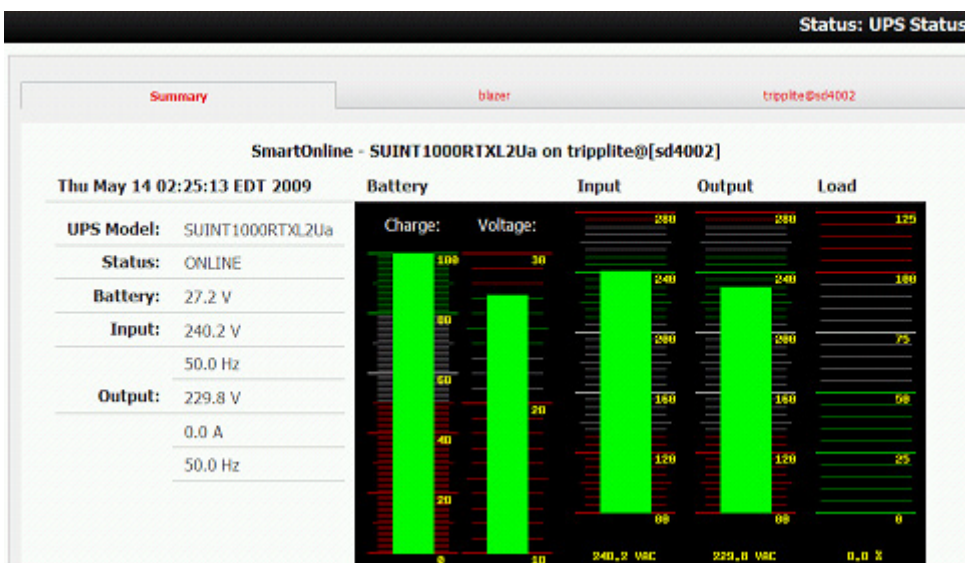 Status: UPS Status
Summary
blazer
tripplite@sd4002
SmartOnline - SUINT1000RTXL2Ua on tripplite@[sd4002]
Thu May 14 02:25:13 EDT 2009
Battery
Input
Output
Load
UPS Model: SUINT1000RTXL2Ua
Status: ONLINE
Battery: 27.2 V
Input: 240.2 V
50.0 Hz
Output: 229.8 V
0.0 A
50.0 Hz
Charge:
100
80
60
40
20
0
Voltage:
30
20
10
280
240
200
160
120
80
240.2 VAC
280
240
200
160
120
80
229.8 VAC
125
100
75
50
25
0
0.0 %